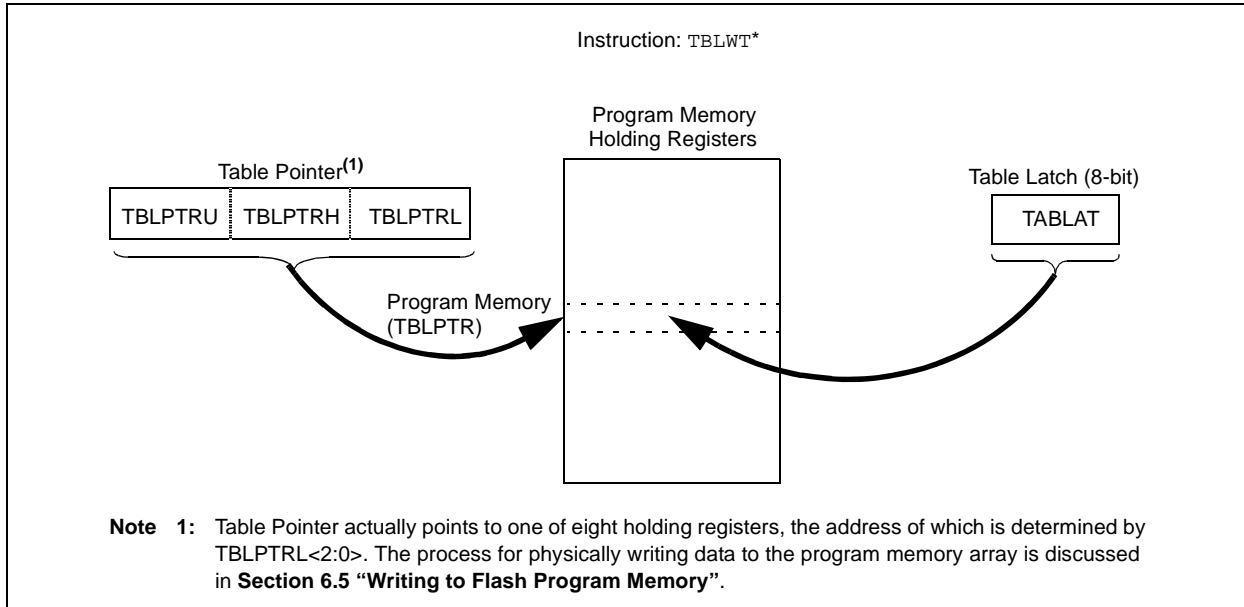 Instruction: TBLWT*
Program Memory
Holding Registers
Table Pointer(1)
Table Latch (8-bit)
TBLPTRU TBLPTRH TBLPTRL
TABLAT
Program Memory
(TBLPTR)
Note 1: Table Pointer actually points to one of eight holding registers, the address of which is determined by
TBLPTRL<2:0>. The process for physically writing data to the program memory array is discussed
in Section 6.5 “Writing to Flash Program Memory”.